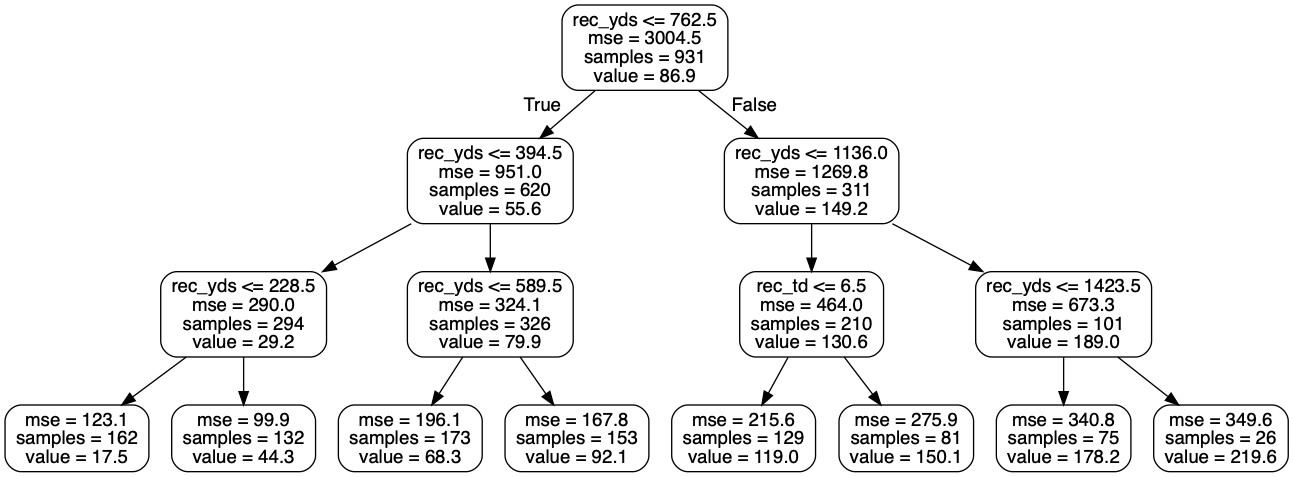 rec_yds <= 762.5
mse = 3004.5
samples = 931
value = 86.9
True
False
rec_yds <= 394.5
mse = 951.0
samples = 620
value = 55.6
rec_yds <= 1136.0
mse = 1269.8
samples = 311
value = 149.2
rec_yds <= 228.5
mse = 290.0
samples = 294
value = 29.2
rec_yds <= 589.5
mse = 324.1
samples = 326
value = 79.9
rec_td <= 6.5
mse = 464.0
samples = 210
value = 130.6
rec_yds <= 1423.5
mse = 673.3
samples = 101
value = 189.0
mse = 123.1
samples = 162
value = 17.5
mse = 99.9
samples = 132
value = 44.3
mse = 196.1
samples = 173
value = 68.3
mse = 167.8
samples = 153
value = 92.1
mse = 215.6
samples = 129
value = 119.0
mse = 275.9
samples = 81
value = 150.1
mse = 340.8
samples = 75
value = 178.2
mse = 349.6
samples = 26
value = 219.6